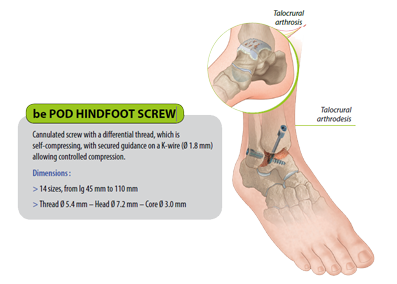 Talocrural
arthrosis
be POD HINDFOOT SCREW
Cannulated screw with a differential thread, which is
self-compressing, with secured guidance on a K-wire (Ø 1.8 mm)
allowing controlled compression.
Dimensions :
> 14 sizes, from lg 45 mm to 110 mm
> Thread Ø 5.4 mm – Head Ø 7.2 mm – Core Ø 3.0 mm
Talocrural
arthrodesis